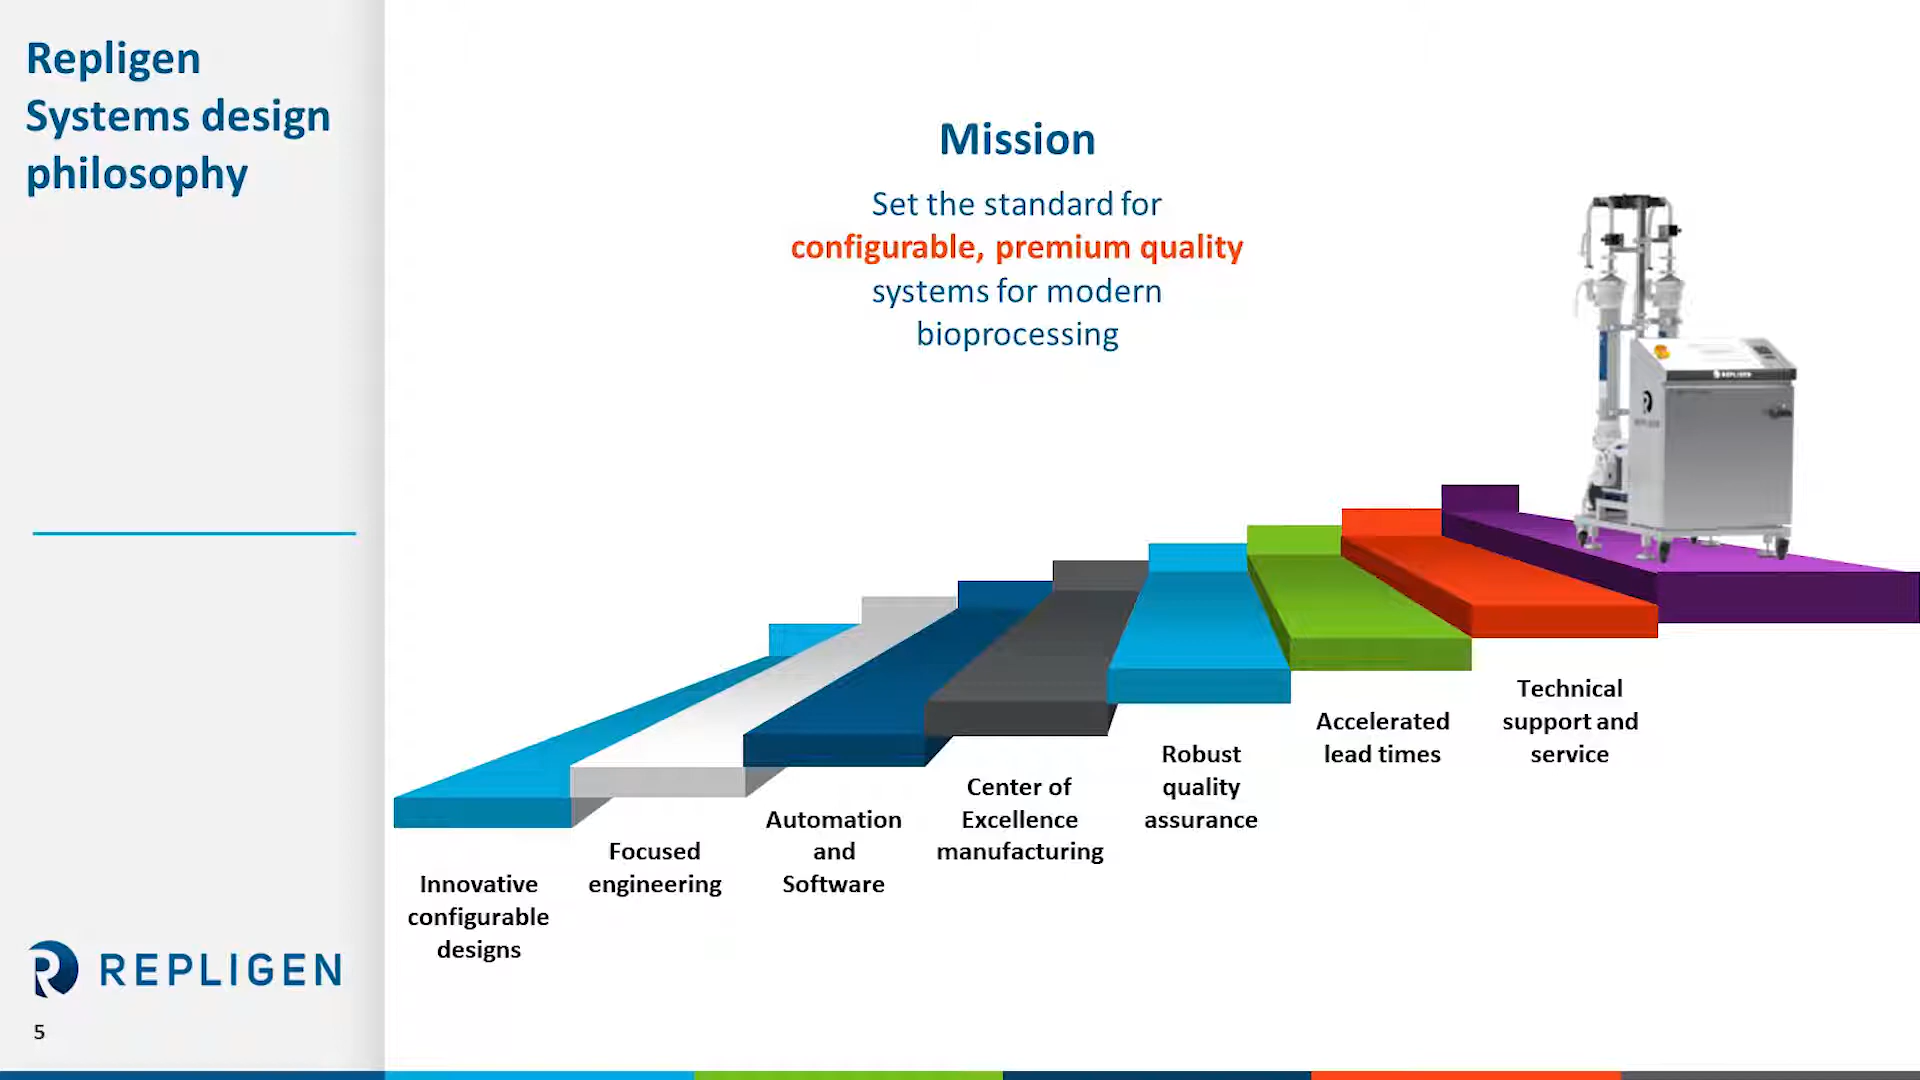 Repligen
Systems design
philosophy
Mission
Set the standard for
configurable, premium quality
systems for modern
bioprocessing
REPLIGEN
Innovative
configurable
designs
Focused
engineering
Automation
and
Software
Center of
Excellence
manufacturing
Robust
quality
assurance
Accelerated
lead times
Technical
support and
service
REPLIGEN
5